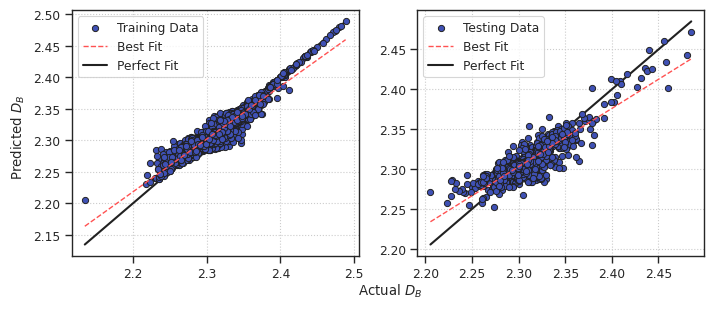 2.50
2.45
2.40
2.35
2.30
2.25
2.20
2.15
Predicted D_B
Training Data
Best Fit
Perfect Fit
2.2 2.3 2.4 2.5
2.45
2.40
2.35
2.30
2.25
2.20
Testing Data
Best Fit
Perfect Fit
2.20 2.25 2.30 2.35 2.40 2.45
Actual D_B